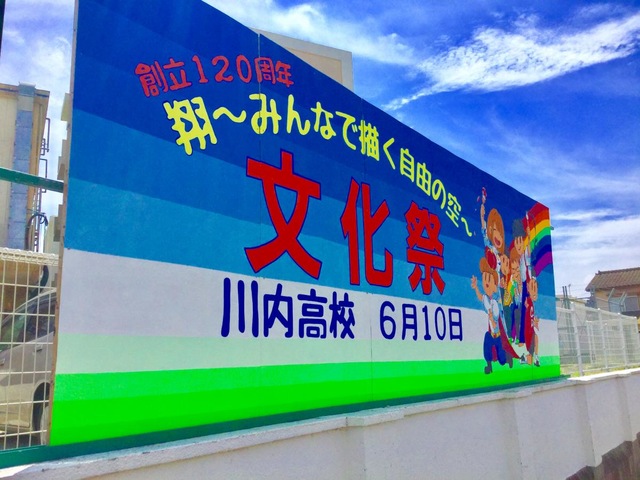 創立120周年
翔～みんなで描く自由の空～
文化祭
川内高校 6月10日